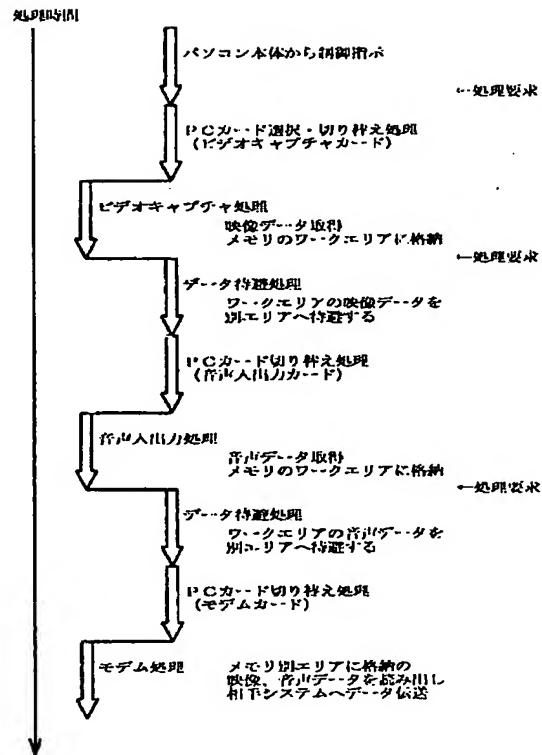 処理時間
パソコン本体から制御指示
←処理要求
PCカード選択・切り替え処理
(ビデオキャプチャカード)
ビデオキャプチャ処理
映像データ取得
メモリのワークエリアに格納
←処理要求
データ待避処理
ワークエリアの映像データを
別エリアへ待避する
PCカード切り替え処理
(音声入出力カード)
音声入出力処理
音声データ取得
メモリのワークエリアに格納
←処理要求
データ待避処理
ワークエリアの音声データを
別エリアへ待避する
PCカード切り替え処理
(モデムカード)
モデム処理
メモリ別エリアに格納の
映像、音声データを読み出し
相手システムへデータ伝送